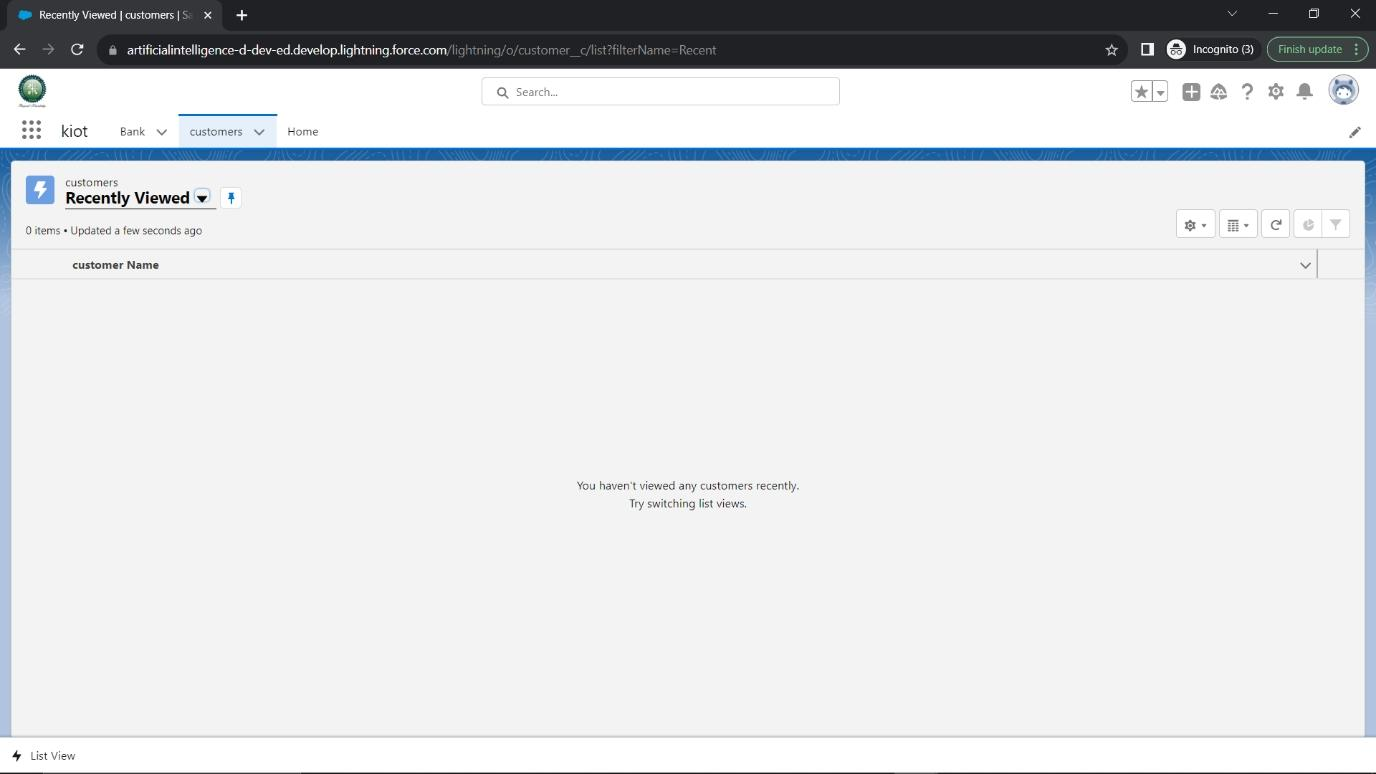 Recently Viewed | customers | Sa
artificialintelligence-d-dev-ed.develop.lightning.force.com/lightning/o/customer__c/list?filterName=Recent
Incognito (3)
Finish update
Search...
kiot
Bank
customers
Home
customers
Recently Viewed
0 items • Updated a few seconds ago
customer Name
You haven't viewed any customers recently.
Try switching list views.
List View